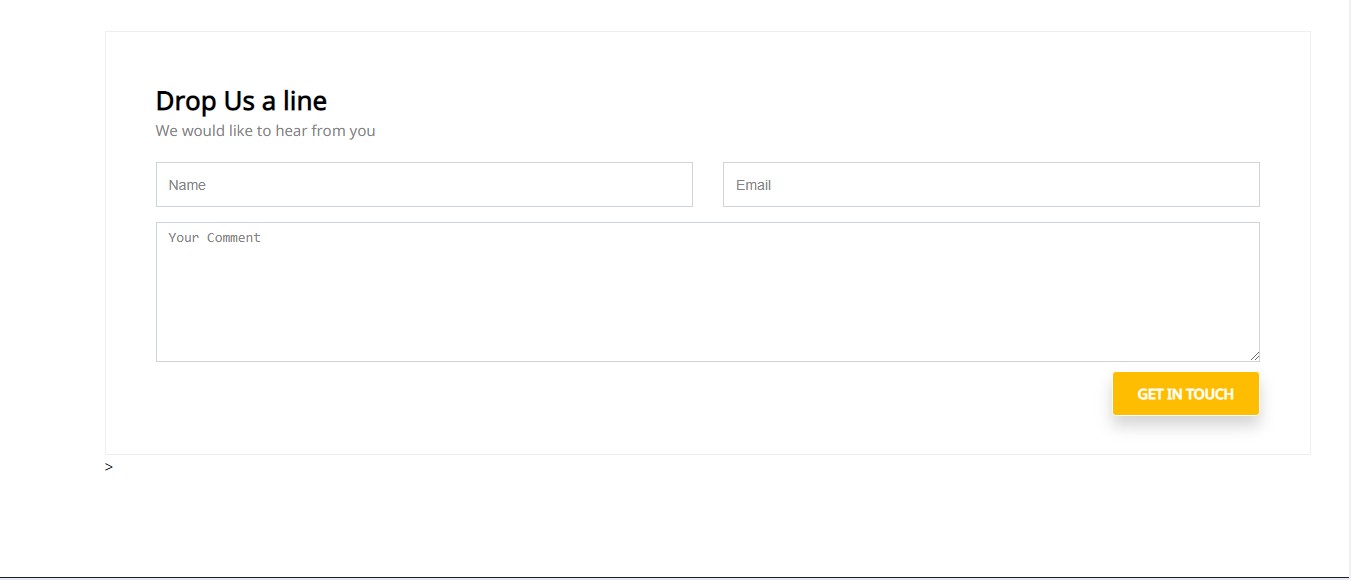 Drop Us a line
We would like to hear from you
Name
Email
Your Comment
GET IN TOUCH
>